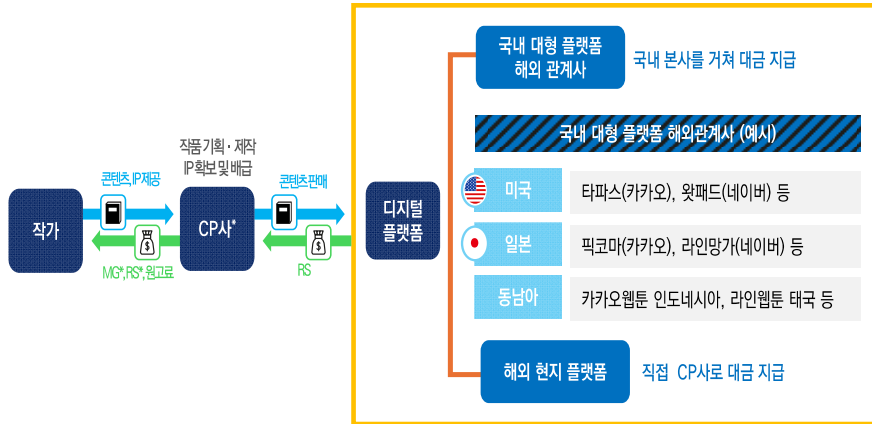 국내 대형 플랫폼
해외 관계사
국내 본사를 거쳐 대금 지급
국내 대형 플랫폼 해외관계사 (예시)
작품 기획 · 제작
IP 확보 및 배급
콘텐츠, IP제공
콘텐츠 판매
미국
타파스(카카오), 왓패드(네이버) 등
작가
CP사*
디지털
플랫폼
일본
픽코마(카카오), 라인망가(네이버) 등
MG*, RS*, 원고료
RS
동남아
카카오웹툰 인도네시아, 라인웹툰 태국 등
해외 현지 플랫폼
직접 CP사로 대금 지급